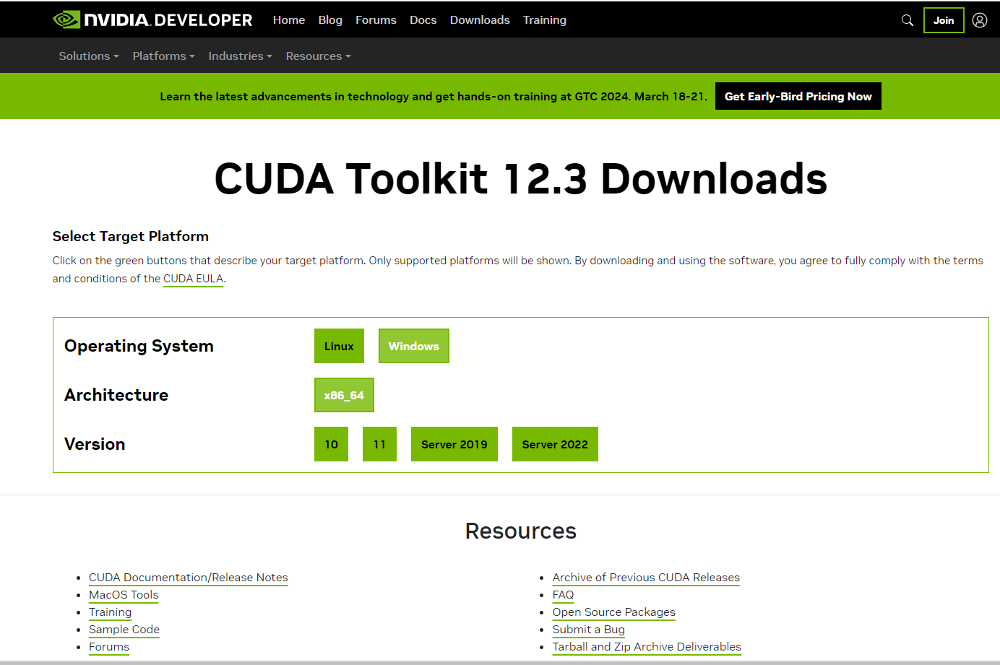 NVIDIA. DEVELOPER Home Blog Forums Docs Downloads Training Join
Solutions Platforms Industries Resources
Learn the latest advancements in technology and get hands-on training at GTC 2024. March 18-21. Get Early-Bird Pricing Now
CUDA Toolkit 12.3 Downloads
Select Target Platform
Click on the green buttons that describe your target platform. Only supported platforms will be shown. By downloading and using the software, you agree to fully comply with the terms
and conditions of the CUDA EULA.
Operating System Linux Windows
Architecture x86_64
Version 10 11 Server 2019 Server 2022
Resources
CUDA Documentation/Release Notes
MacOS Tools
Training
Sample Code
Forums
Archive of Previous CUDA Releases
FAQ
Open Source Packages
Submit a Bug
Tarball and Zip Archive Deliverables